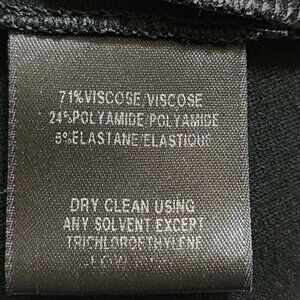 71%VISCOSE/VISCOSE
24%POLYAMIDE/POLYAMIDE
5%ELASTANE/ELASTIQUE
DRY CLEAN USING
ANY SOLVENT EXCEPT
TRICHLOROETHYLENE